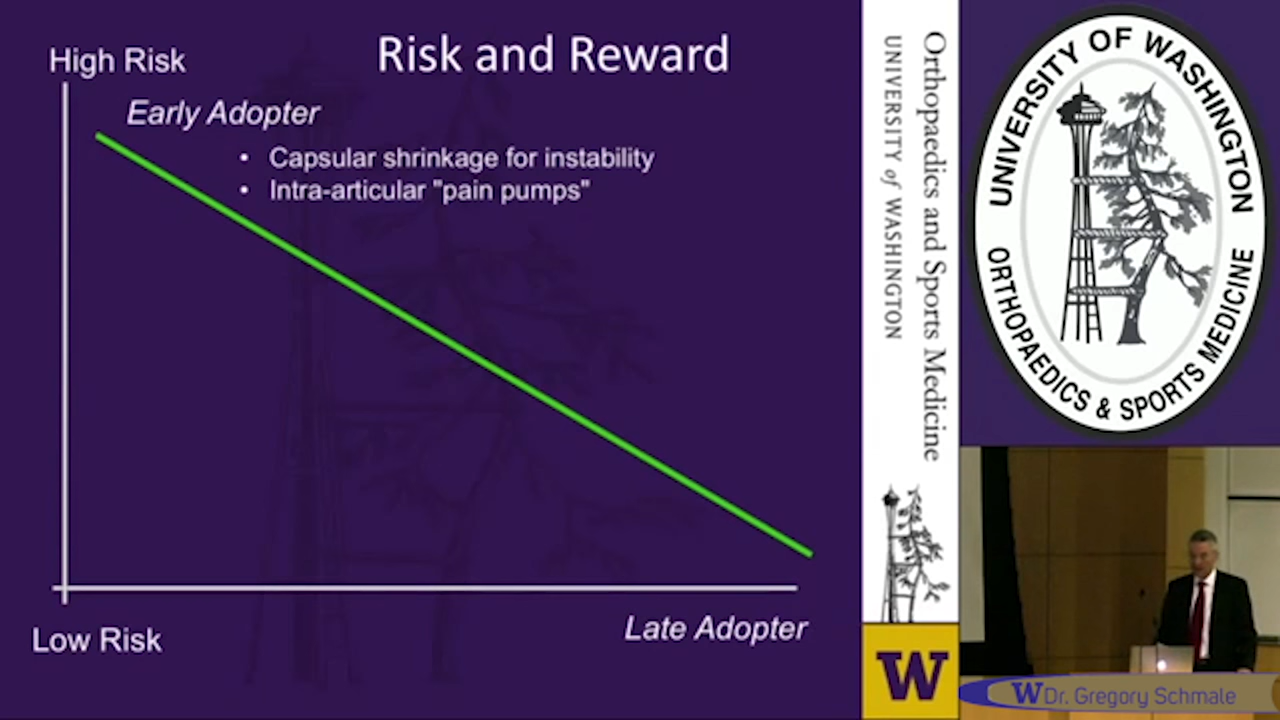 Risk and Reward
High Risk
Early Adopter
• Capsular shrinkage for instability
• Intra-articular "pain pumps"
Late Adopter
Low Risk
Orthopaedics and Sports Medicine
UNIVERSITY of WASHINGTON
W
UNIVERSITY OF WASHINGTON
ORTHOPAEDICS & SPORTS MEDICINE
W Dr. Gregory Schmale